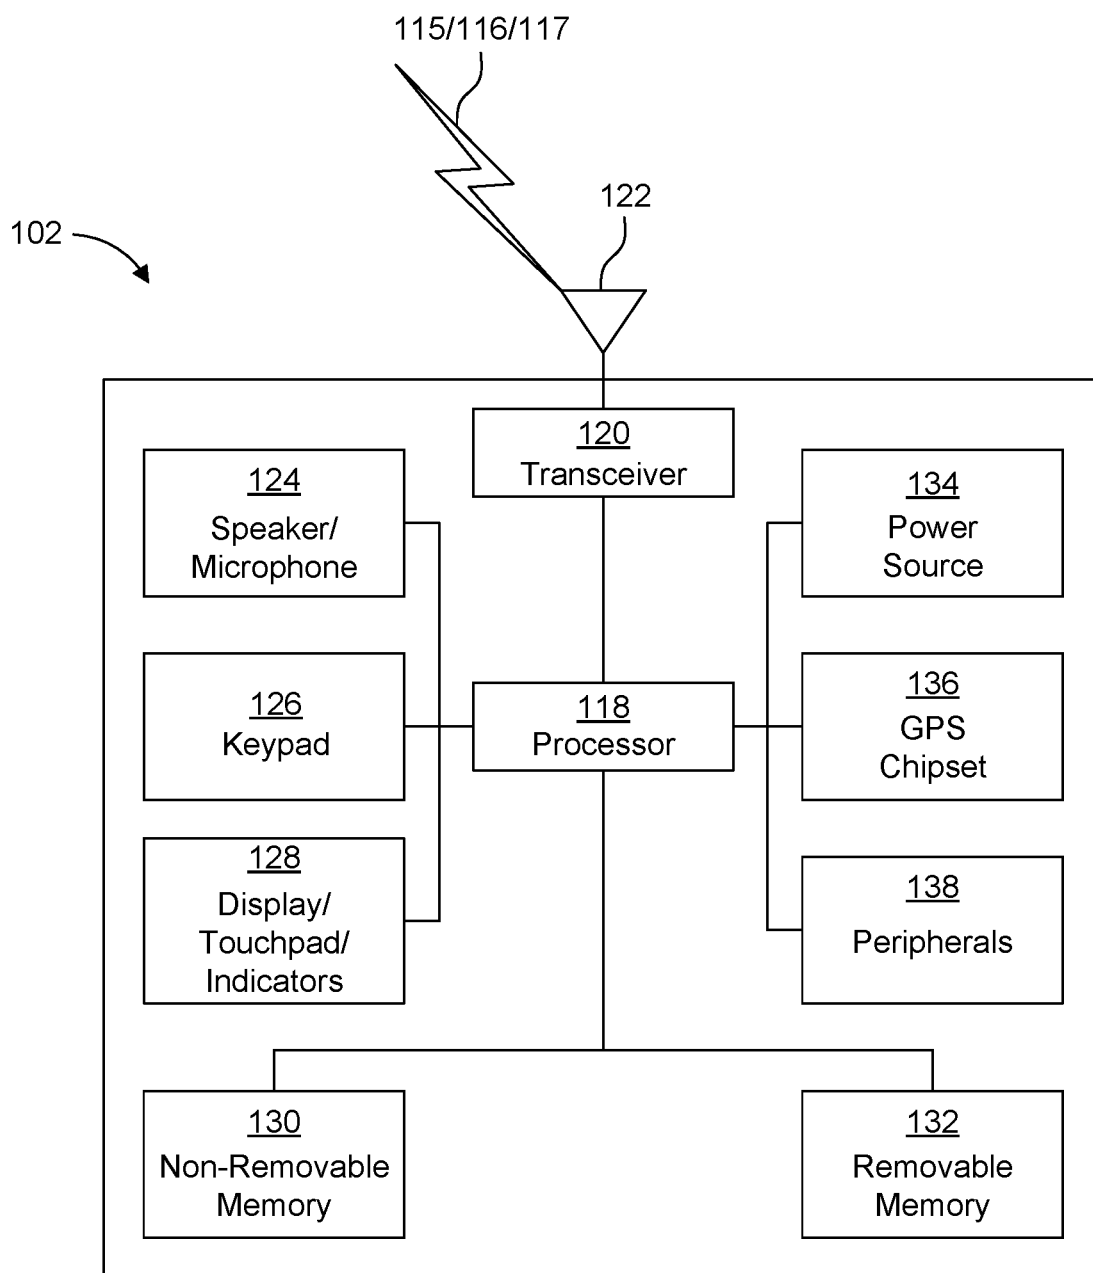 115/116/117
122
102
120
Transceiver
124
Speaker/
Microphone
134
Power
Source
126
Keypad
118
Processor
136
GPS
Chipset
128
Display/
Touchpad/
Indicators
138
Peripherals
130
Non-Removable
Memory
132
Removable
Memory